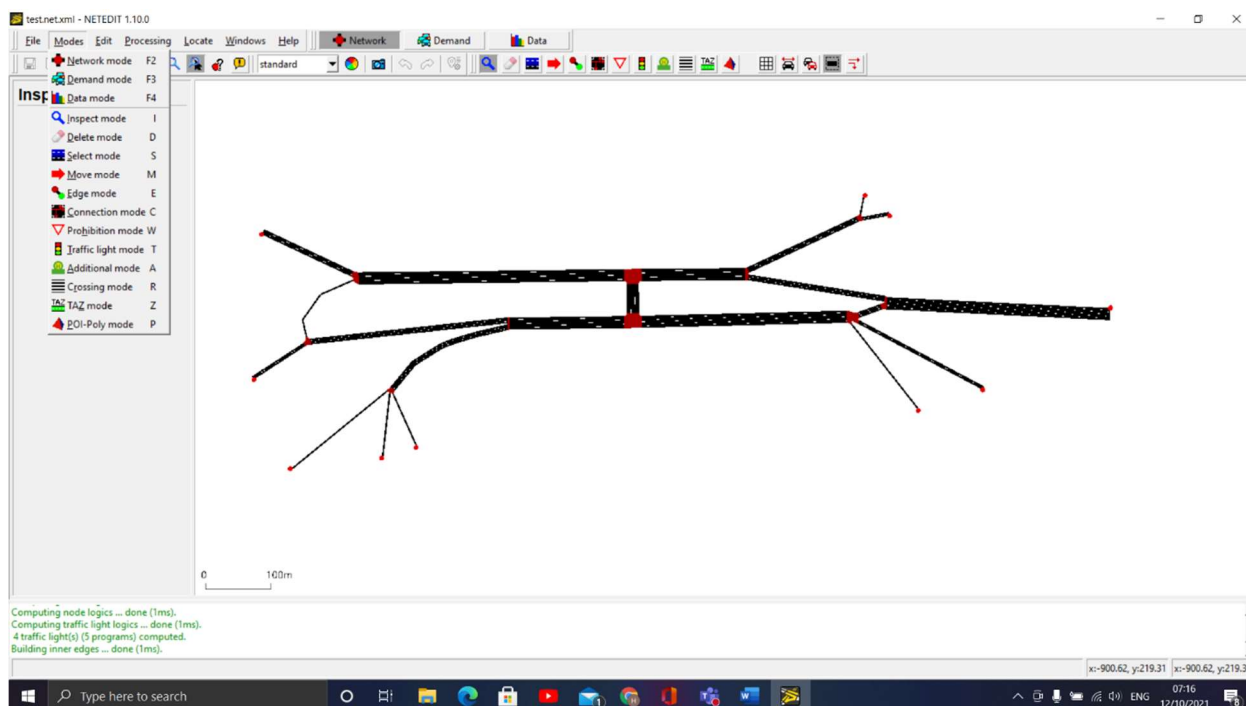 test.net.xml - NETEDIT 1.10.0
File Modes Edit Processing Locate Windows Help Network Demand Data
standard TAZ
Network mode F2
Demand mode F3
Data mode F4
Inspect mode I
Delete mode D
Select mode S
Move mode M
Edge mode E
Connection mode C
Prohibition mode W
Traffic light mode T
Additional mode A
Crossing mode R
TAZ TAZ mode Z
POI-Poly mode P
0 100m
Computing node logics ... done (1ms).
Computing traffic light logics ... done (1ms).
4 traffic light(s) (5 programs) computed.
Building inner edges ... done (1ms).
x:-900.62, y:219.31 x:-900.62, y:219.3
Type here to search
ENG
07:16
12/10/2021